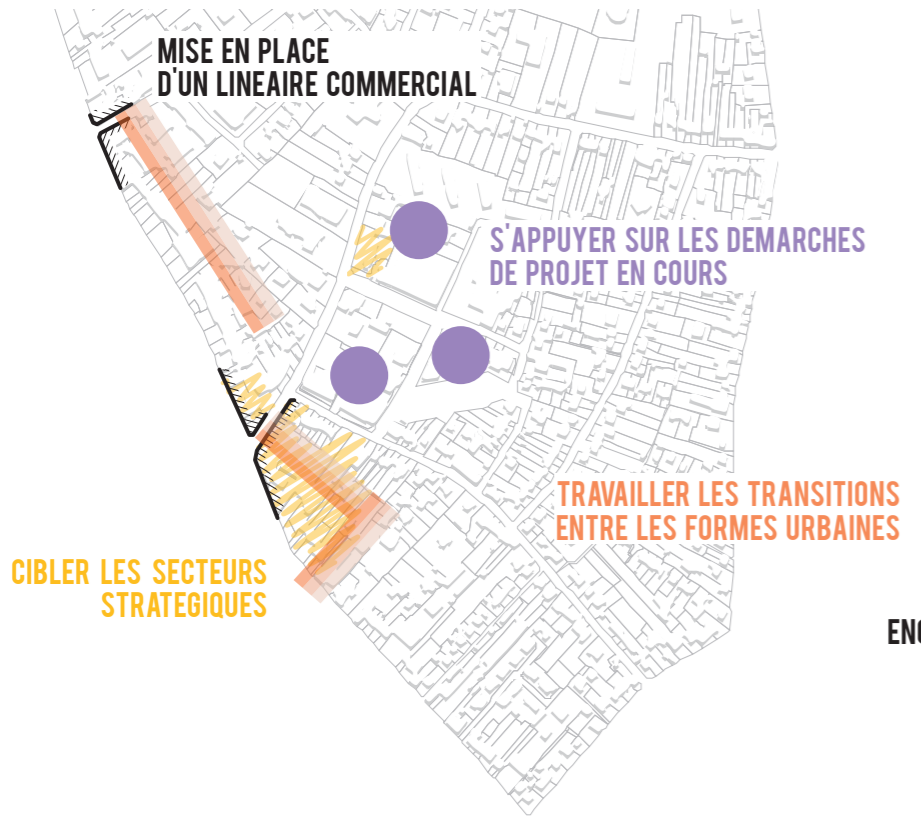 MISE EN PLACE
D'UN LINEAIRE COMMERCIAL
S'APPUYER SUR LES DEMARCHES
DE PROJET EN COURS
TRAVAILLER LES TRANSITIONS
ENTRE LES FORMES URBAINES
CIBLER LES SECTEURS
STRATEGIQUES